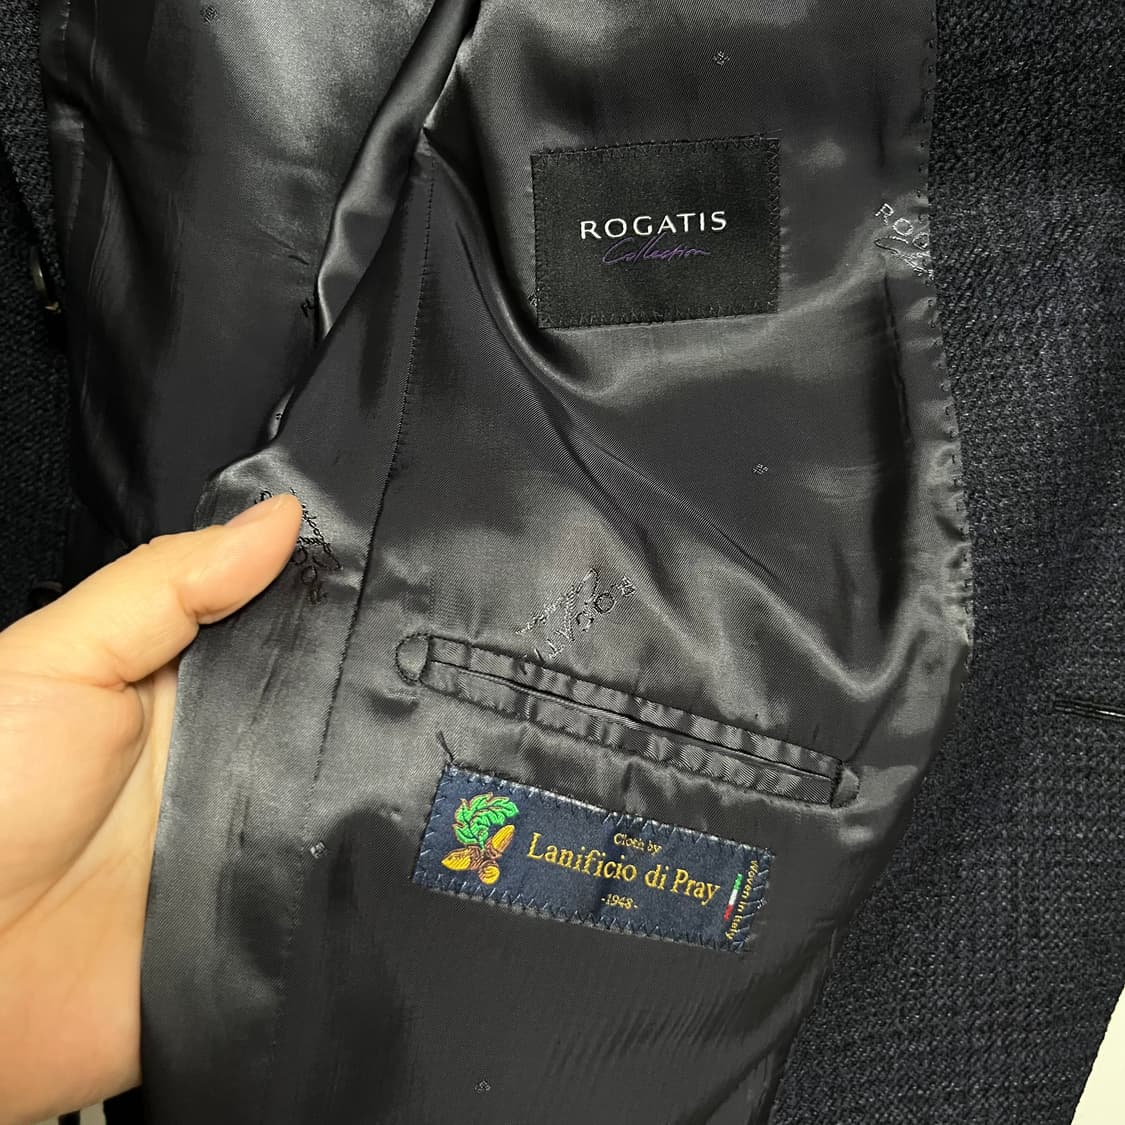 ROGATIS
Collection
Cloth by
Lanificio di Pray
-1948-
Woven in Italy